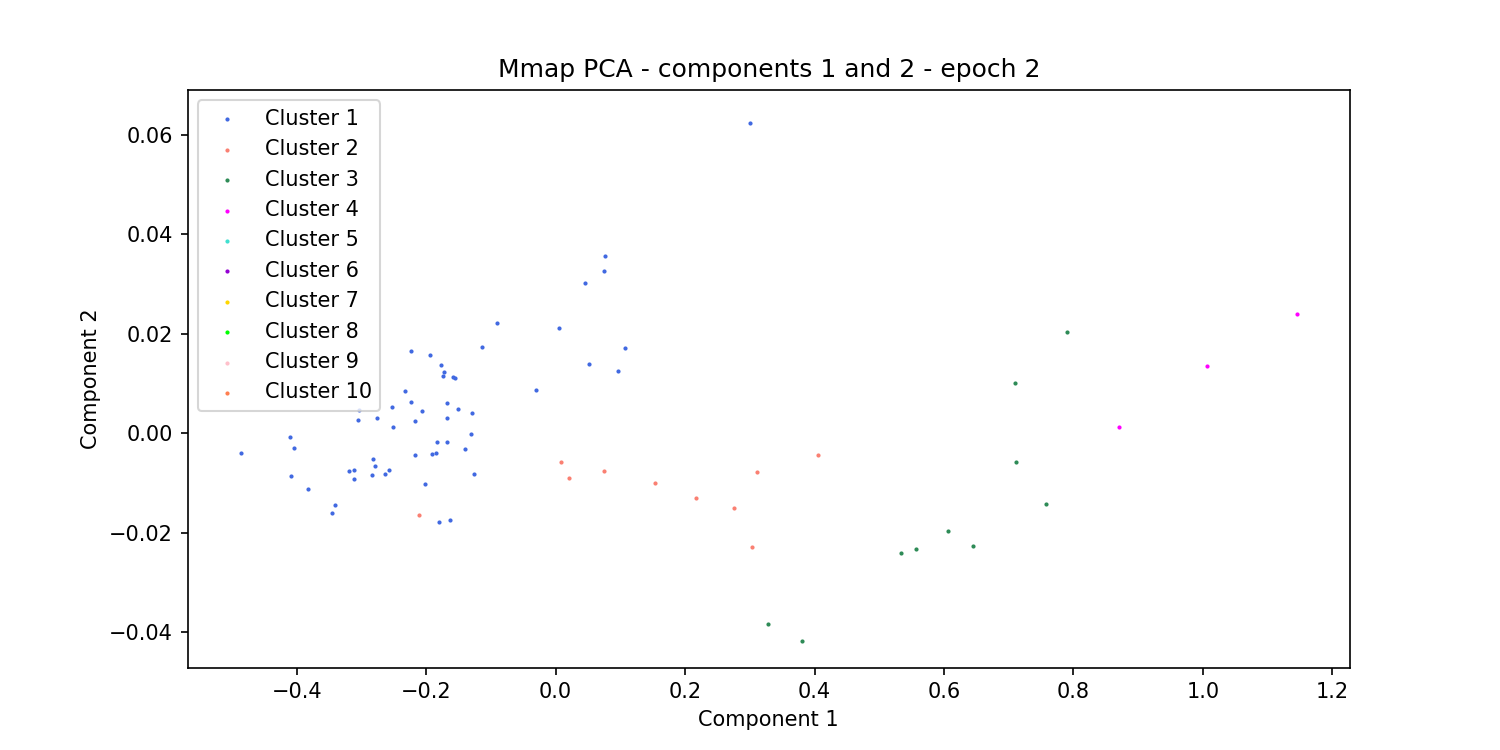 Mmap PCA - components 1 and 2 - epoch 2
Cluster 1
Cluster 2
Cluster 3
Cluster 4
Cluster 5
Cluster 6
Cluster 7
Cluster 8
Cluster 9
Cluster 10
Component 2
0.06
0.04
0.02
0.00
−0.02
−0.04
−0.4 −0.2 0.0 0.2 0.4 0.6 0.8 1.0 1.2
Component 1